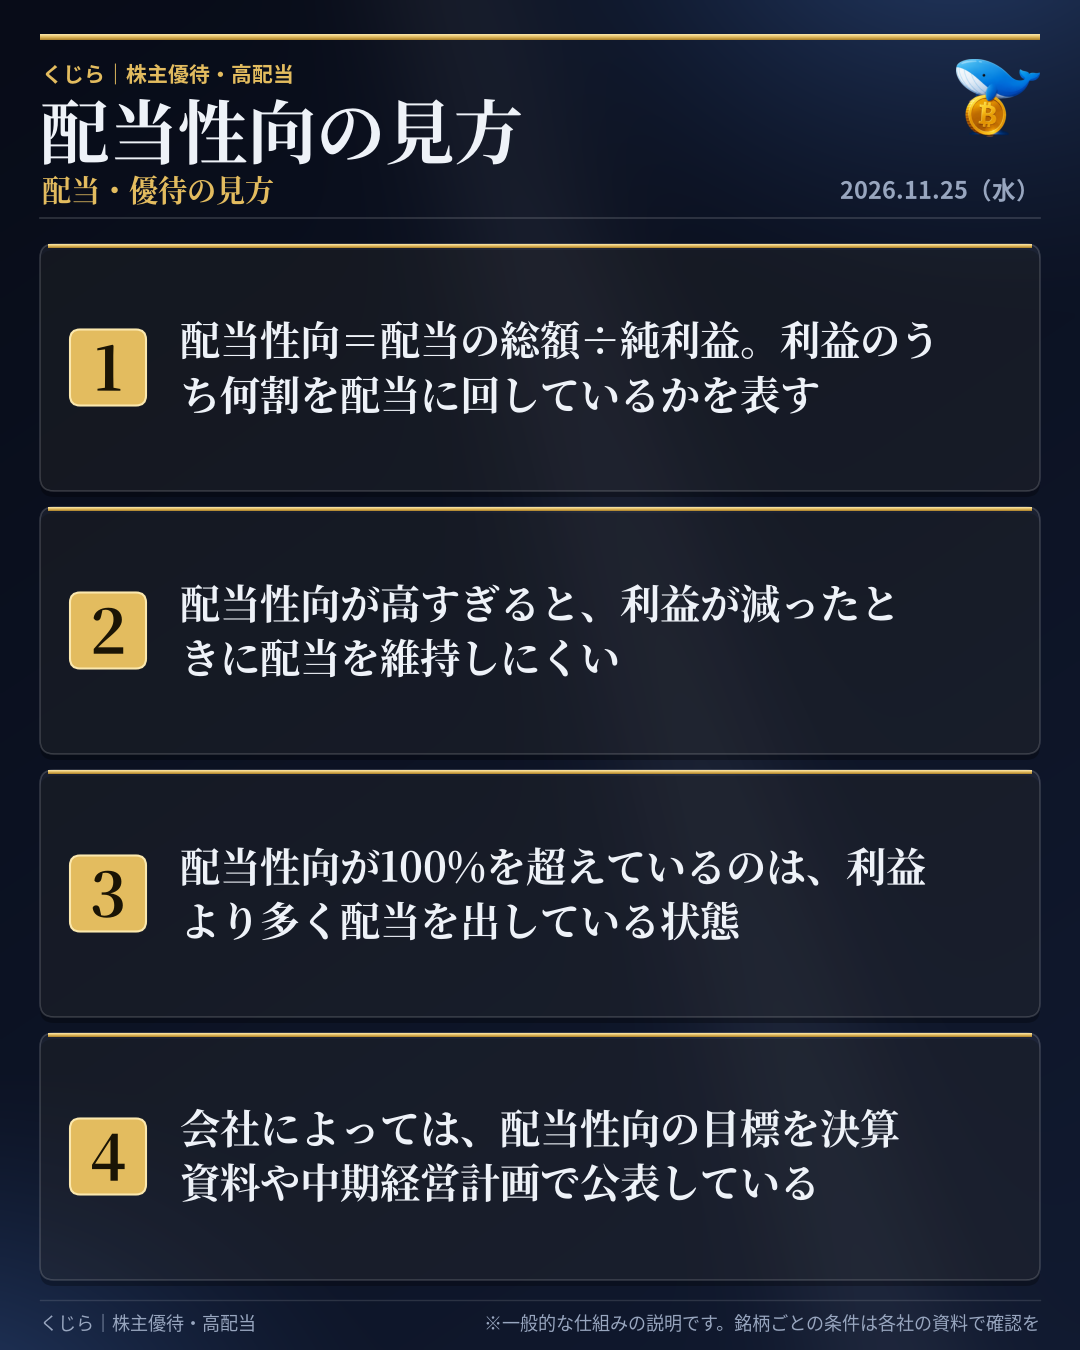 くじら｜株主優待・高配当
配当性向の見方
配当・優待の見方
2026.11.25（水）
1
配当性向＝配当の総額÷純利益。利益のう
ち何割を配当に回しているかを表す
2
配当性向が高すぎると、利益が減ったと
きに配当を維持しにくい
3
配当性向が100%を超えているのは、利益
より多く配当を出している状態
4
会社によっては、配当性向の目標を決算
資料や中期経営計画で公表している
くじら｜株主優待・高配当
※一般的な仕組みの説明です。銘柄ごとの条件は各社の資料で確認を